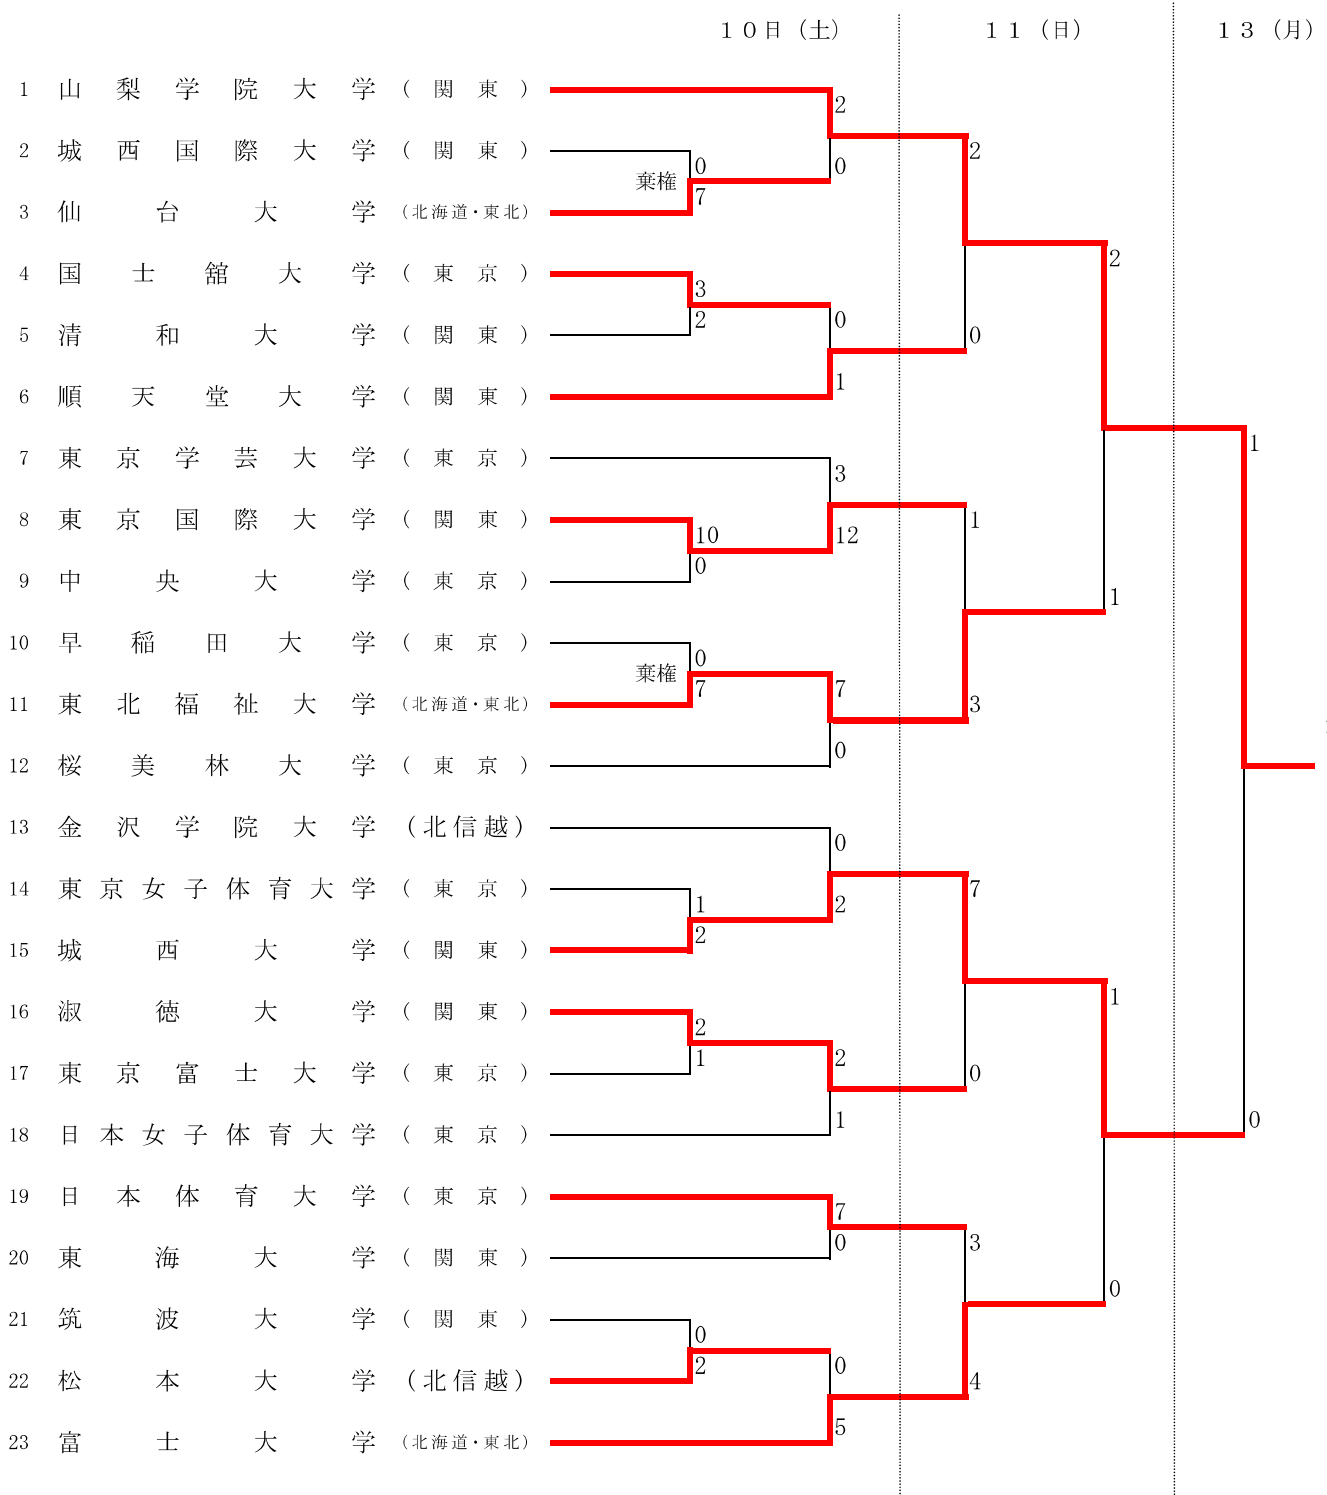 １０日（土） １１（日） １３（月）
1 山梨学院大学 （関東）
2
2
2 城西国際大学 （関東）
0 0
棄権
7
3 仙台大学 （北海道・東北）
2
4 国士舘大学 （東京）
3
2 0 0
5 清和大学 （関東）
1
6 順天堂大学 （関東）
1
7 東京学芸大学 （東京）
3
8 東京国際大学 （関東）
1
10 12
0
9 中央大学 （東京）
1
10 早稲田大学 （東京）
0
棄権
7 7
11 東北福祉大学 （北海道・東北）
3
0
12 桜美林大学 （東京）
13 金沢学院大学 （北信越）
0
14 東京女子体育大学 （東京）
7
1 2
2
15 城西大学 （関東）
1
16 淑徳大学 （関東）
2
1 2
17 東京富士大学 （東京）
0
1 0
18 日本女子体育大学 （東京）
19 日本体育大学 （東京）
7
0 3
20 東海大学 （関東）
0
21 筑波大学 （関東）
0
2 0
22 松本大学 （北信越）
4
5
23 富士大学 （北海道・東北）